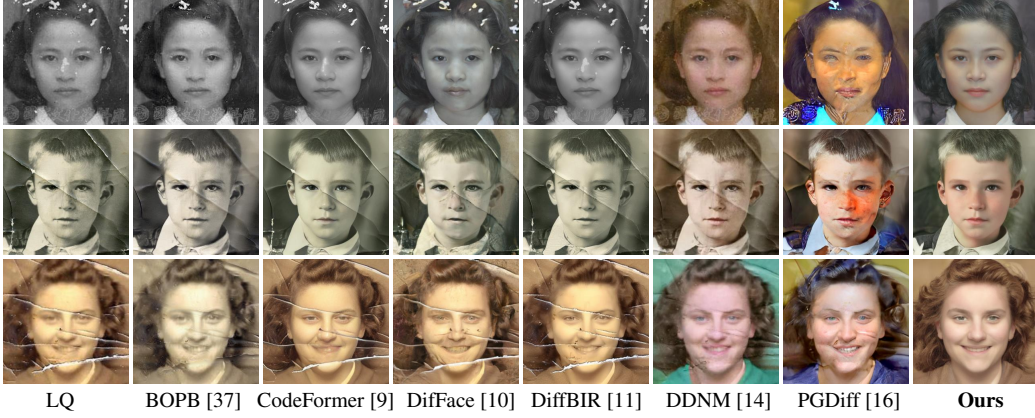 LQ BOPB [37] CodeFormer [9] DifFace [10] DiffBIR [11] DDNM [14] PGDiff [16] Ours